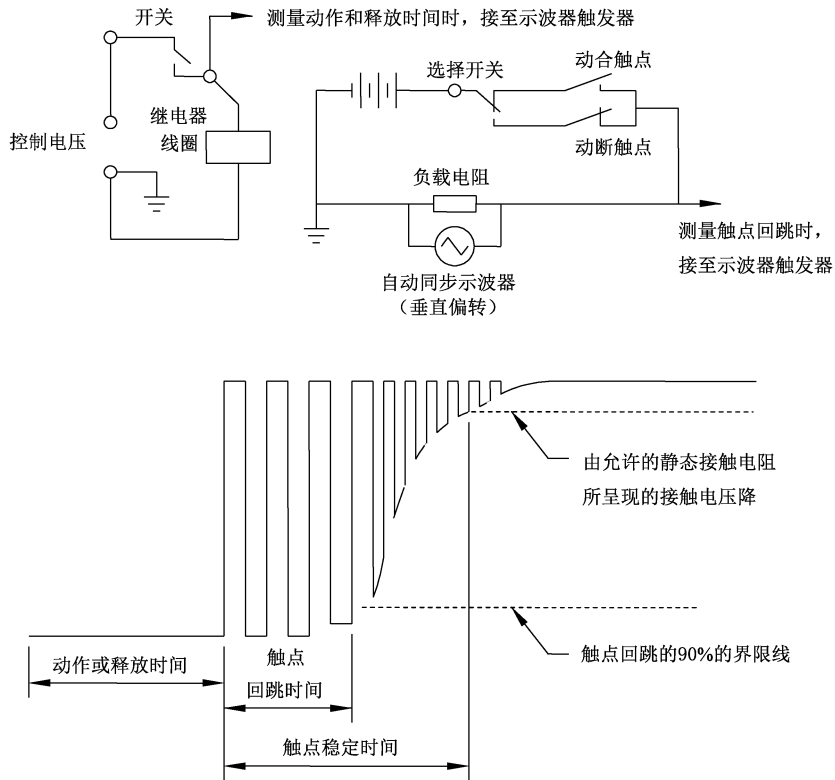 开关
测量动作和释放时间时，接至示波器触发器
控制电压
继电器
线圈
选择开关
动合触点
动断触点
负载电阻
自动同步示波器
（垂直偏转）
测量触点回跳时，
接至示波器触发器
由允许的静态接触电阻
所呈现的接触电压降
触点回跳的90%的界限线
动作或释放时间
触点
回跳时间
触点稳定时间